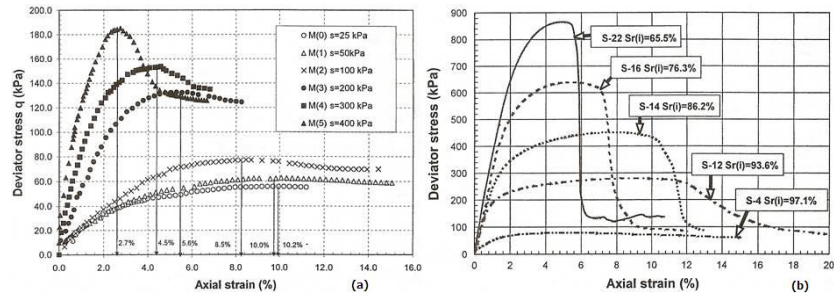 200.0
180.0
160.0
140.0
120.0
100.0
80.0
60.0
40.0
20.0
0.0
Deviator stress q (kPa)
M(0) s=25 kPa
M(1) s=50kPa
M(2) s=100 kPa
M(3) s=200 kPa
M(4) s=300 kPa
M(5) s=400 kPa
2.7%
4.5%
5.6%
8.5%
10.0%
10.2%
0.0
2.0
4.0
6.0
8.0
10.0
12.0
14.0
16.0
Axial strain (%)
(a)
900
800
700
600
500
400
300
200
100
0
Deviator stress (kPa)
S-22 Sr(i)=65.5%
S-16 Sr(i)=76.3%
S-14 Sr(i)=86.2%
S-12 Sr(i)=93.6%
S-4 Sr(i)=97.1%
0
2
4
6
8
10
12
14
16
18
20
Axial strain (%)
(b)